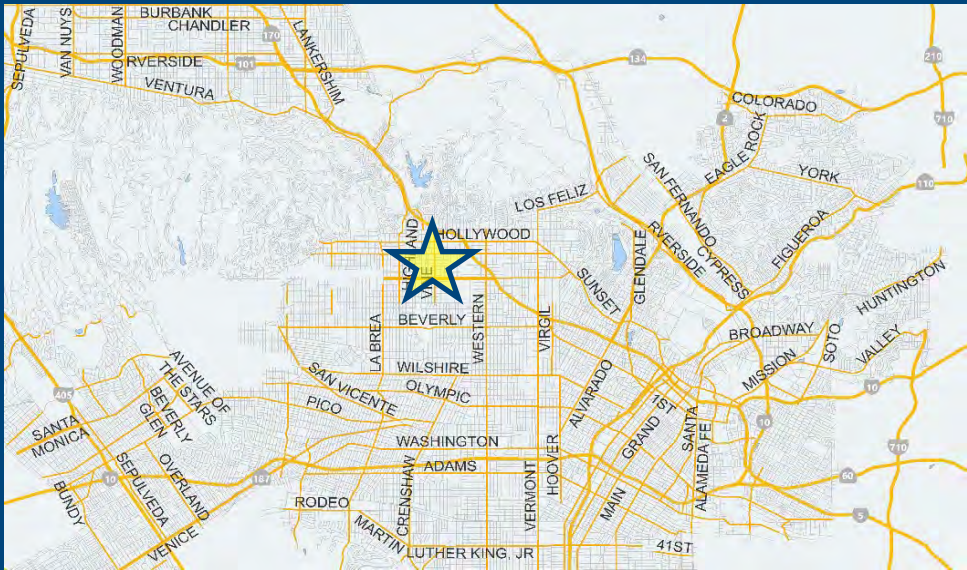 SEPULVEDA
VAN NUYS
WOODMAN
BURBANK
CHANDLER
170
LANKERSHIM
RVERSIDE
101
VENTURA
134
210
COLORADO
2
710
EAGLE ROCK
YORK
SAN FERNANDO
110
LOS FELIZ
HIGHLAND
HOLLYWOOD
VINE
RVERSIDE
CYPRESS
FIGUEROA
GLENDALE
SUNSET
HUNTINGTON
BEVERLY
LA BREA
WESTERN
VIRGIL
BROADWAY
SOTO
VALLEY
MISSION
AVENUE OF
THE STARS
WILSHIRE
SAN VICENTE
OLYMPIC
ALVARADO
10
405
BEVERLY
GLEN
PICO
1ST
GRAND
SANTA
FE
ALAMEDA
10
SANTA
MONICA
WASHINGTON
HOOVER
710
SEPULVEDA
OVERLAND
ADAMS
10
187
60
BUNDY
CRENSHAW
VERMONT
MAIN
RODEO
5
VENICE
MARTIN
LUTHER KING, JR
41ST